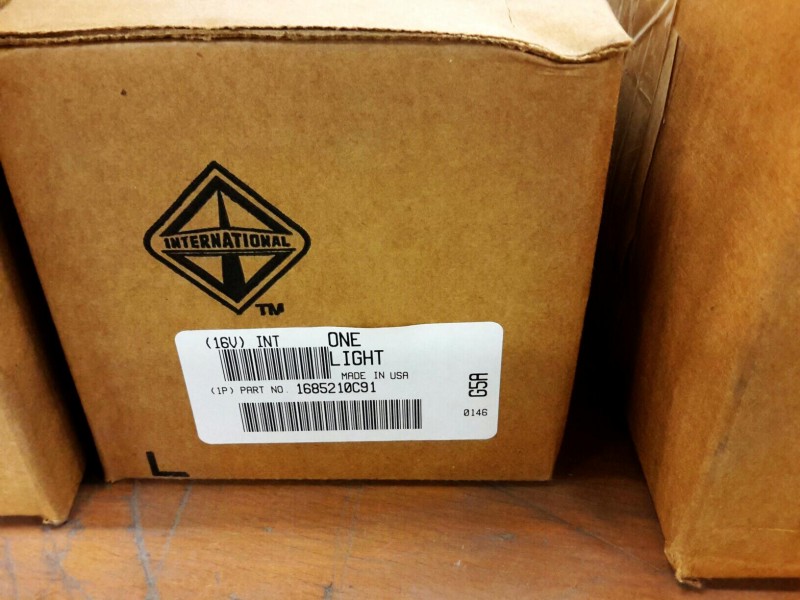 INTERNATIONAL
TM
(16V) INT ONE
LIGHT
MADE IN USA
(1P) PART NO. 1685210C91
G5A
0146
L